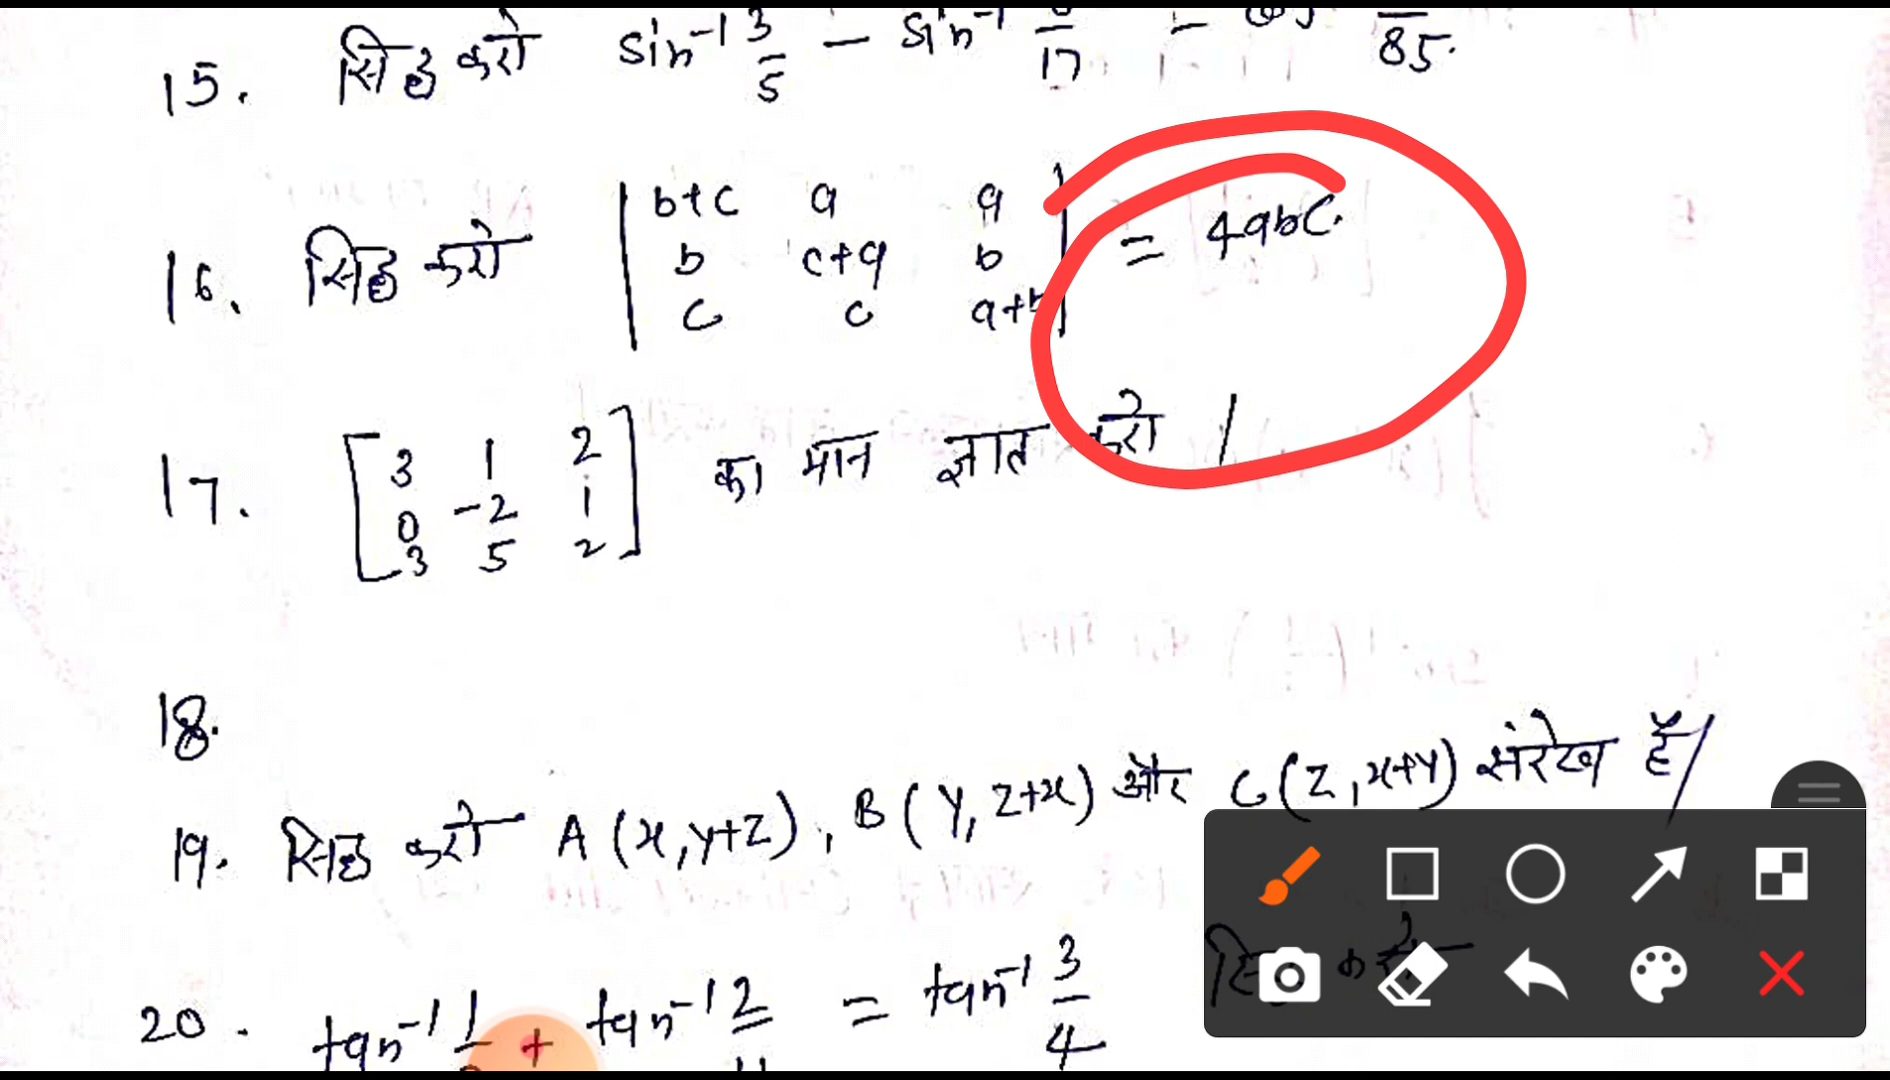 15. सिद्ध करो sin⁻¹ 3/5 – sin⁻¹ /17 = /85.
16. सिद्ध करो | b+c a a | = 4abc.
| b c+a b |
| c c a+b |
17. [ 3 1 2 ] का मान ज्ञात करो |
[ 0 -2 1 ]
[ 3 5 2 ]
18.
19. सिद्ध करो A (x, y+z), B (y, z+x) और C (z, x+y) संरेख हैं|
20. tan⁻¹ 1/ + tan⁻¹ 2/ = tan⁻¹ 3/4